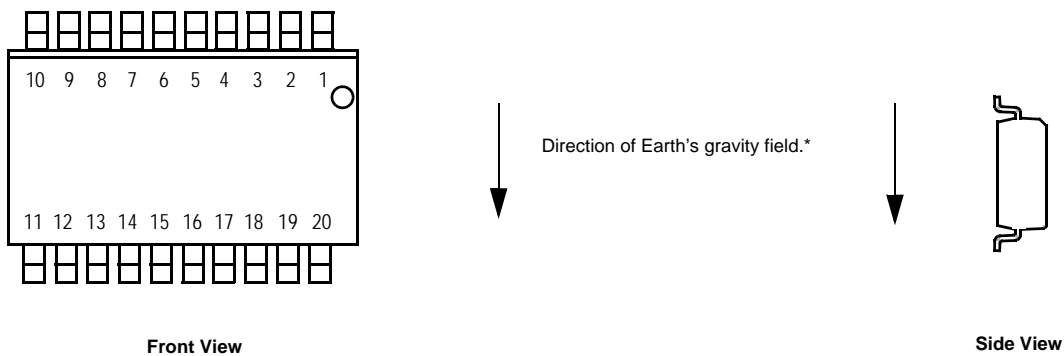 10 9 8 7 6 5 4 3 2 1
Direction of Earth's gravity field.*
11 12 13 14 15 16 17 18 19 20
Front View
Side View